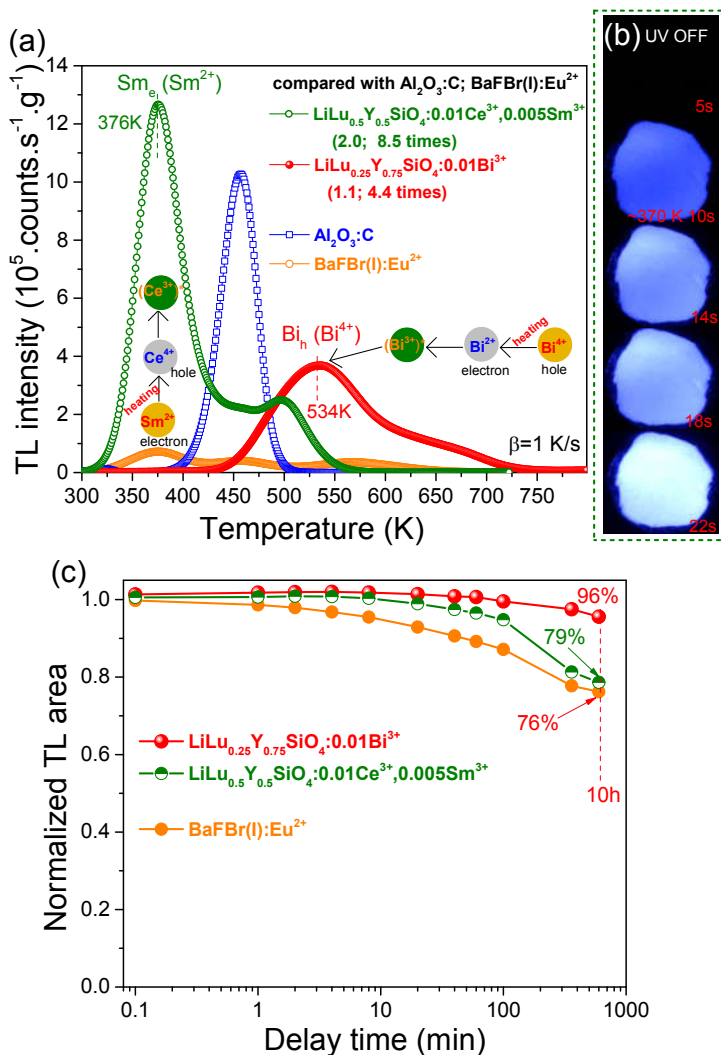 (a)
TL intensity (10⁵.counts.s⁻¹.g⁻¹)
14
12
10
8
6
4
2
0
Smₑ (Sm²⁺)
376K
compared with Al₂O₃:C; BaFBr(I):Eu²⁺
LiLu₀.₅Y₀.₅SiO₄:0.01Ce³⁺,0.005Sm³⁺
(2.0; 8.5 times)
LiLu₀.₂₅Y₀.₇₅SiO₄:0.01Bi³⁺
(1.1; 4.4 times)
Al₂O₃:C
BaFBr(I):Eu²⁺
(Ce³⁺)*
Ce⁴⁺
hole
heating
Sm²⁺
electron
Biₕ (Bi⁴⁺)
534K
(Bi³⁺)*
Bi²⁺
electron
heating
Bi⁴⁺
hole
β=1 K/s
300 350 400 450 500 550 600 650 700 750
Temperature (K)
(b) UV OFF
5s
~370 K 10s
14s
18s
22s
(c)
Normalized TL area
1.0
0.8
0.6
0.4
0.2
0.0
96%
79%
76%
10h
LiLu₀.₂₅Y₀.₇₅SiO₄:0.01Bi³⁺
LiLu₀.₅Y₀.₅SiO₄:0.01Ce³⁺,0.005Sm³⁺
BaFBr(I):Eu²⁺
0.1 1 10 100 1000
Delay time (min)